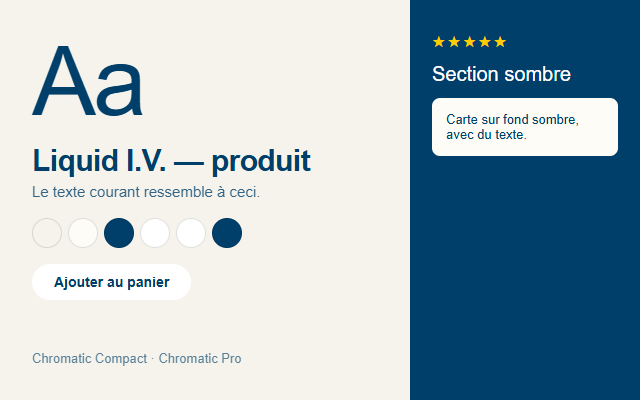 Aa
Liquid I.V. — produit
Le texte courant ressemble à ceci.
Ajouter au panier
Chromatic Compact · Chromatic Pro
Section sombre
Carte sur fond sombre,
avec du texte.